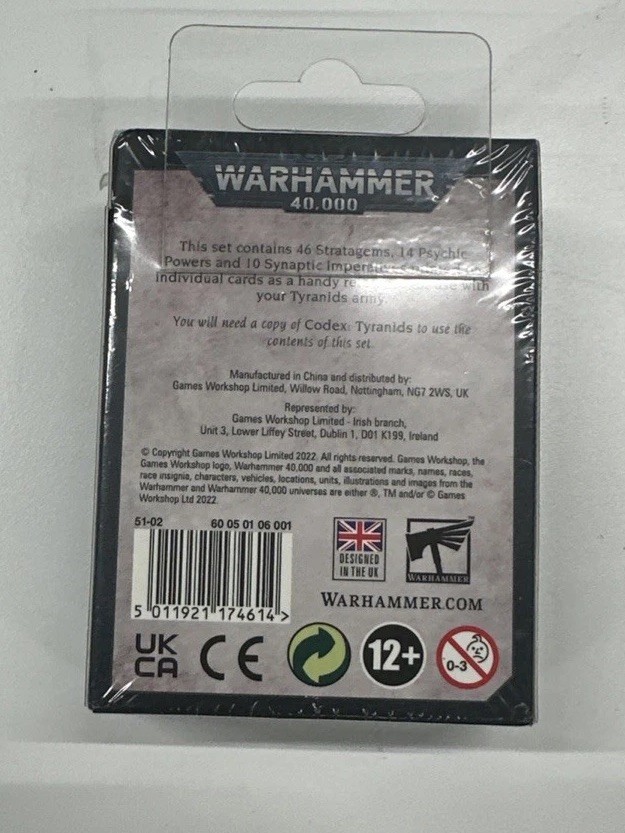 WARHAMMER
40,000
This set contains 46 Stratagems, 14 Psychic
Powers and 10 Synaptic
individual cards as a handy use with
your Tyranids army.
You will need a copy of Codex: Tyranids to use the
contents of this set.
Manufactured in China and distributed by:
Games Workshop Limited, Willow Road, Nottingham, NG7 2WS, UK
Represented by:
Games Workshop Limited - Irish branch,
Unit 3, Lower Liffey Street, Dublin 1, D01 K199, Ireland
© Copyright Games Workshop Limited 2022. All rights reserved. Games Workshop, the
Games Workshop logo, Warhammer 40,000 and all associated marks, names, races,
race insignia, characters, vehicles, locations, units, illustrations and images from the
Warhammer and Warhammer 40,000 universes are either ®, TM and/or © Games
Workshop Ltd 2022.
51-02 60 05 01 06 001
5 011921 174614 >
DESIGNED
IN THE UK
WARHAMMER
WARHAMMER.COM
UK
CA CE 12+ 0-3